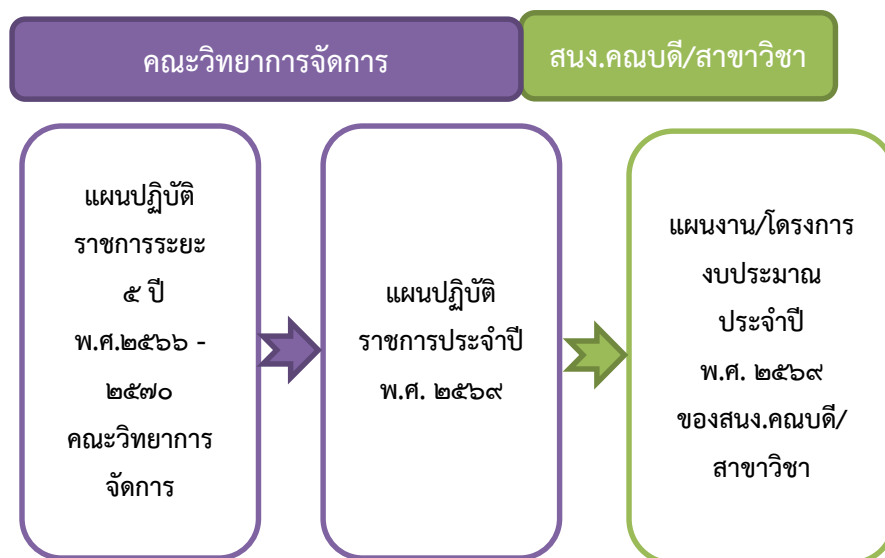 คณะวิทยาการจัดการ
สนง.คณบดี/สาขาวิชา
แผนปฏิบัติ
ราชการระยะ
๕ ปี
พ.ศ.๒๕๖๖ -
๒๕๗๐
คณะวิทยาการ
จัดการ
แผนปฏิบัติ
ราชการประจำปี
พ.ศ. ๒๕๖๙
แผนงาน/โครงการ
งบประมาณ
ประจำปี
พ.ศ. ๒๕๖๙
ของสนง.คณบดี/
สาขาวิชา